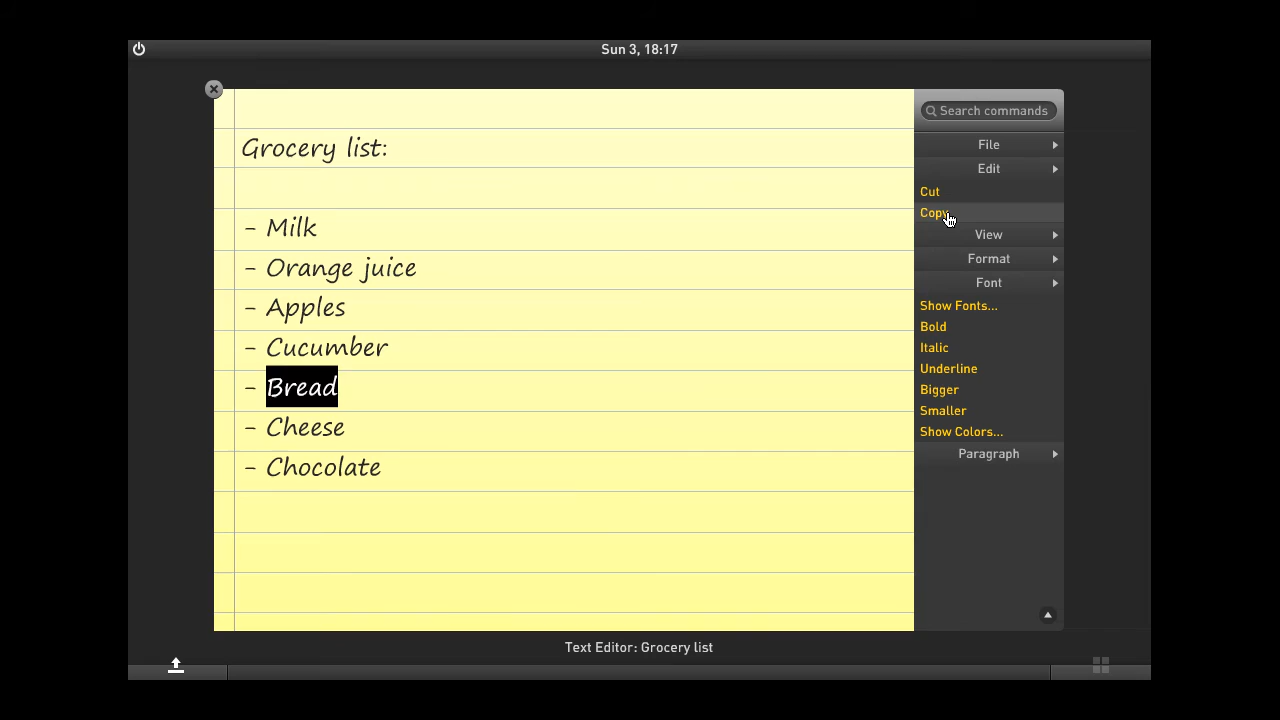 Sun 3, 18:17
Grocery list:
- Milk
- Orange juice
- Apples
- Cucumber
- Bread
- Cheese
- Chocolate
Search commands
File
Edit
Cut
Copy
View
Format
Font
Show Fonts...
Bold
Italic
Underline
Bigger
Smaller
Show Colors...
Paragraph
Text Editor: Grocery list